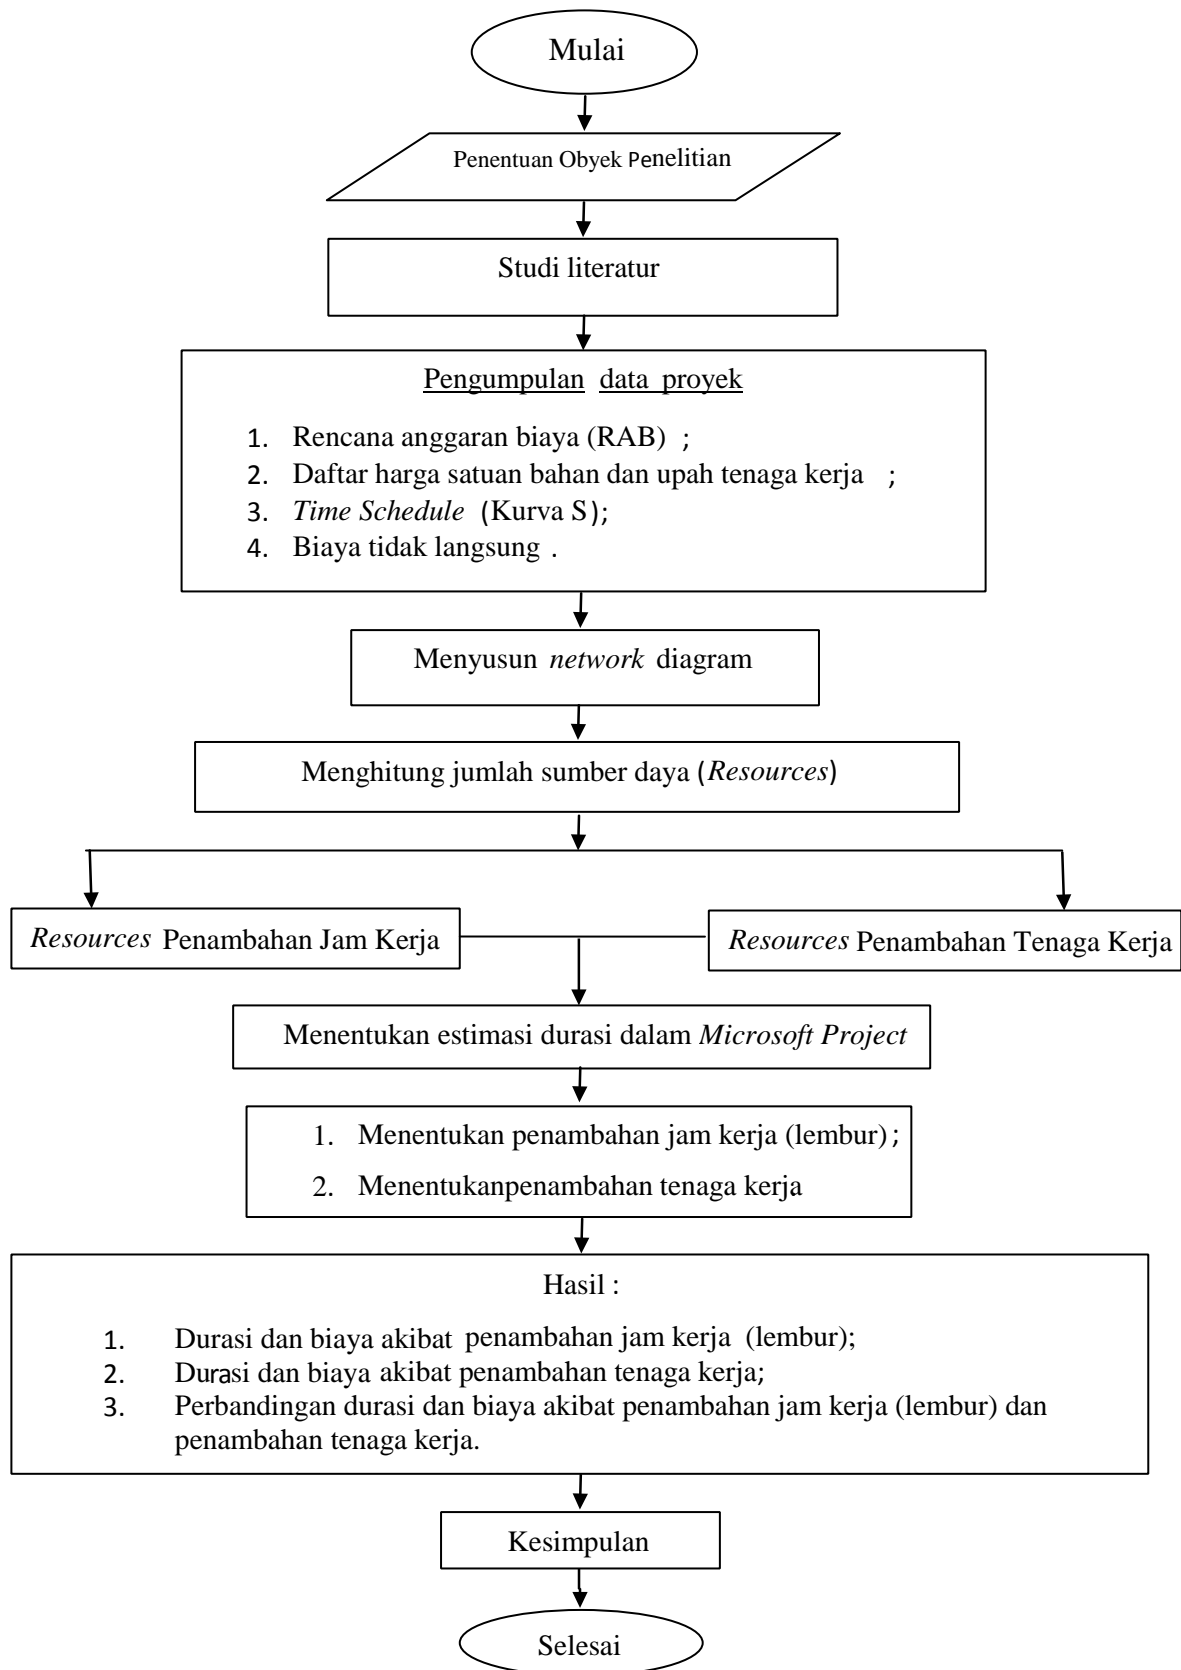 Mulai
Penentuan Obyek Penelitian
Studi literatur
Pengumpulan data proyek
1. Rencana anggaran biaya (RAB) ;
2. Daftar harga satuan bahan dan upah tenaga kerja ;
3. Time Schedule (Kurva S);
4. Biaya tidak langsung .
Menyusun network diagram
Menghitung jumlah sumber daya (Resources)
Resources Penambahan Jam Kerja
Resources Penambahan Tenaga Kerja
Menentukan estimasi durasi dalam Microsoft Project
1. Menentukan penambahan jam kerja (lembur);
2. Menentukanpenambahan tenaga kerja
Hasil :
1. Durasi dan biaya akibat penambahan jam kerja (lembur);
2. Durasi dan biaya akibat penambahan tenaga kerja;
3. Perbandingan durasi dan biaya akibat penambahan jam kerja (lembur) dan
penambahan tenaga kerja.
Kesimpulan
Selesai